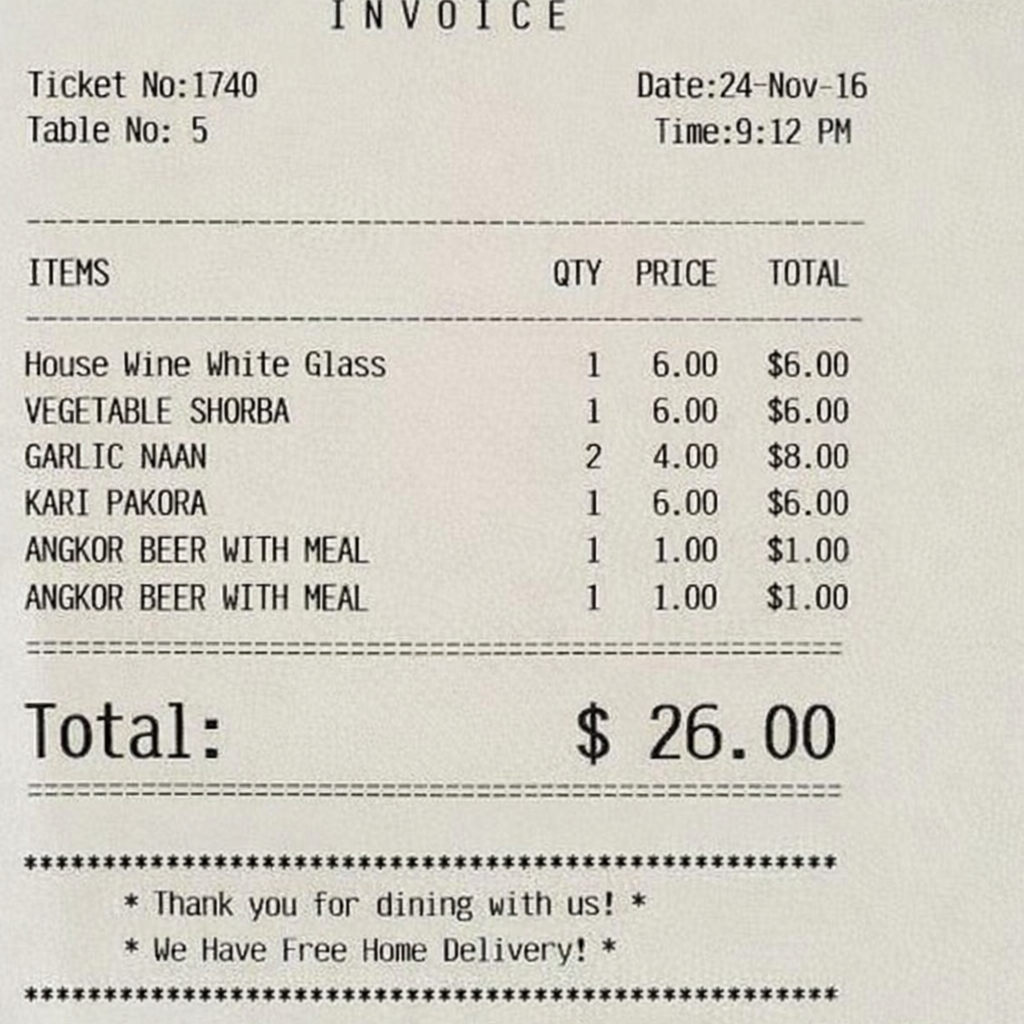 INVOICE
Ticket No:1740 Date:24-Nov-16
Table No: 5 Time:9:12 PM
--------------------------------------------------
ITEMS QTY PRICE TOTAL
--------------------------------------------------
House Wine White Glass 1 6.00 $6.00
VEGETABLE SHORBA 1 6.00 $6.00
GARLIC NAAN 2 4.00 $8.00
KARI PAKORA 1 6.00 $6.00
ANGKOR BEER WITH MEAL 1 1.00 $1.00
ANGKOR BEER WITH MEAL 1 1.00 $1.00
==================================================
Total: $ 26.00
==================================================
**************************************************
* Thank you for dining with us! *
* We Have Free Home Delivery! *
**************************************************